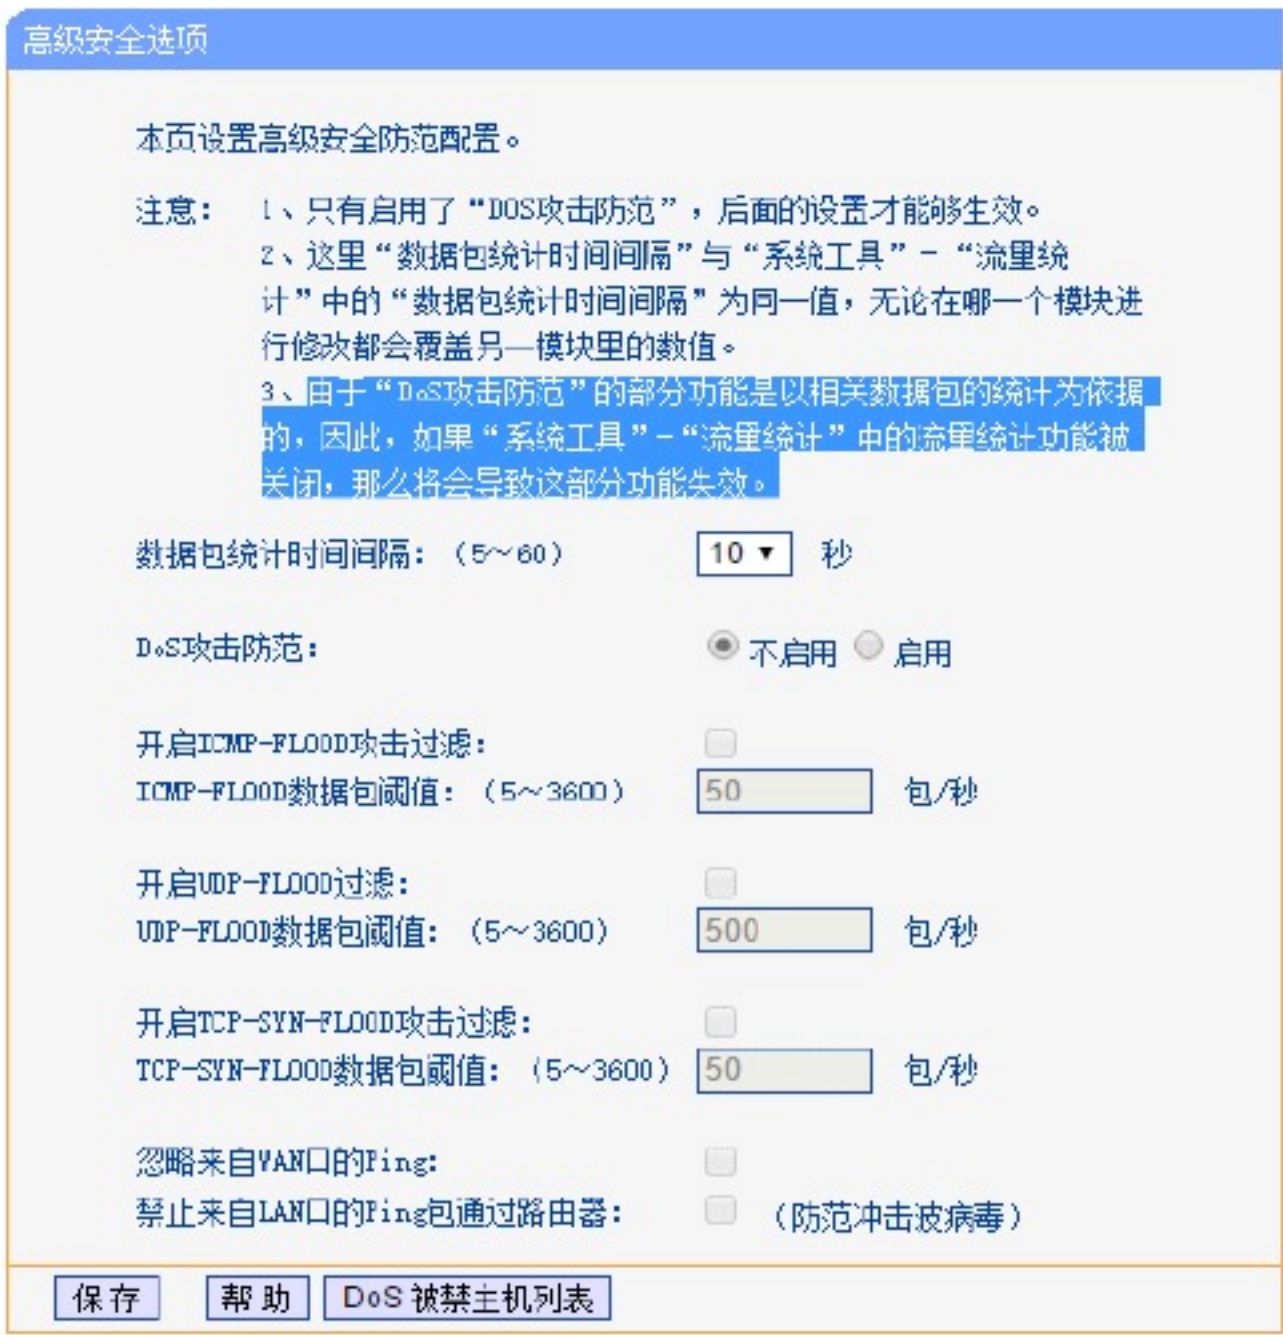 高级安全选项
本页设置高级安全防范配置。
注意： 1、只有启用了“DOS攻击防范”，后面的设置才能够生效。
2、这里“数据包统计时间间隔”与“系统工具”-“流量统
计”中的“数据包统计时间间隔”为同一值，无论在哪一个模块进
行修改都会覆盖另一模块里的数值。
3、由于“DoS攻击防范”的部分功能是以相关数据包的统计为依据
的，因此，如果“系统工具”-“流量统计”中的流量统计功能被
关闭，那么将会导致这部分功能失效。
数据包统计时间间隔：（5～60） 10 秒
DoS攻击防范： 不启用 启用
开启ICMP-FLOOD攻击过滤：
ICMP-FLOOD数据包阈值：（5～3600） 50 包/秒
开启UDP-FLOOD过滤：
UDP-FLOOD数据包阈值：（5～3600） 500 包/秒
开启TCP-SYN-FLOOD攻击过滤：
TCP-SYN-FLOOD数据包阈值：（5～3600） 50 包/秒
忽略来自WAN口的Ping:
禁止来自LAN口的Ping包通过路由器： （防范冲击波病毒）
保存 帮助 DoS被禁主机列表